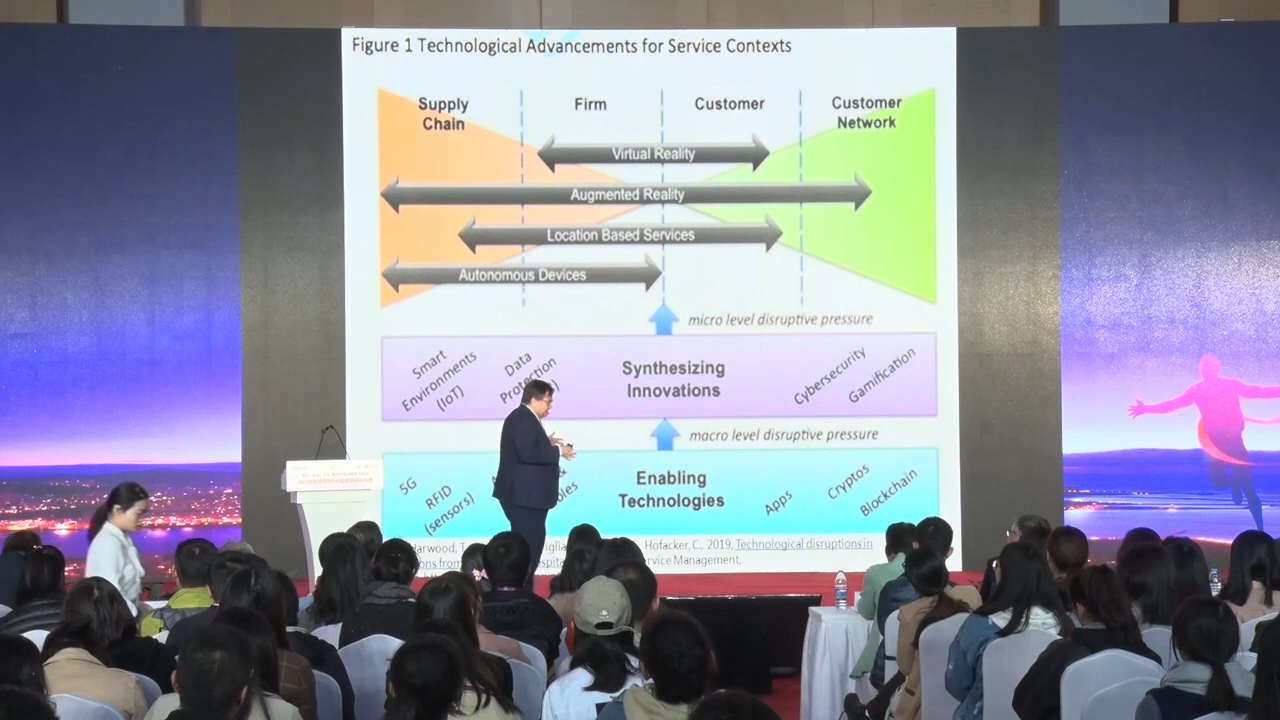 Figure 1 Technological Advancements for Service Contexts
Supply
Chain
Firm
Customer
Customer
Network
Virtual Reality
Augmented Reality
Location Based Services
Autonomous Devices
micro level disruptive pressure
Smart
Environments
(IoT)
Data
Protection
Synthesizing
Innovations
Cybersecurity
Gamification
macro level disruptive pressure
5G
RFID
(sensors)
Enabling
Technologies
Apps
Cryptos
Blockchain
Hofacker, C., 2019, Technological disruptions in
Service Management,